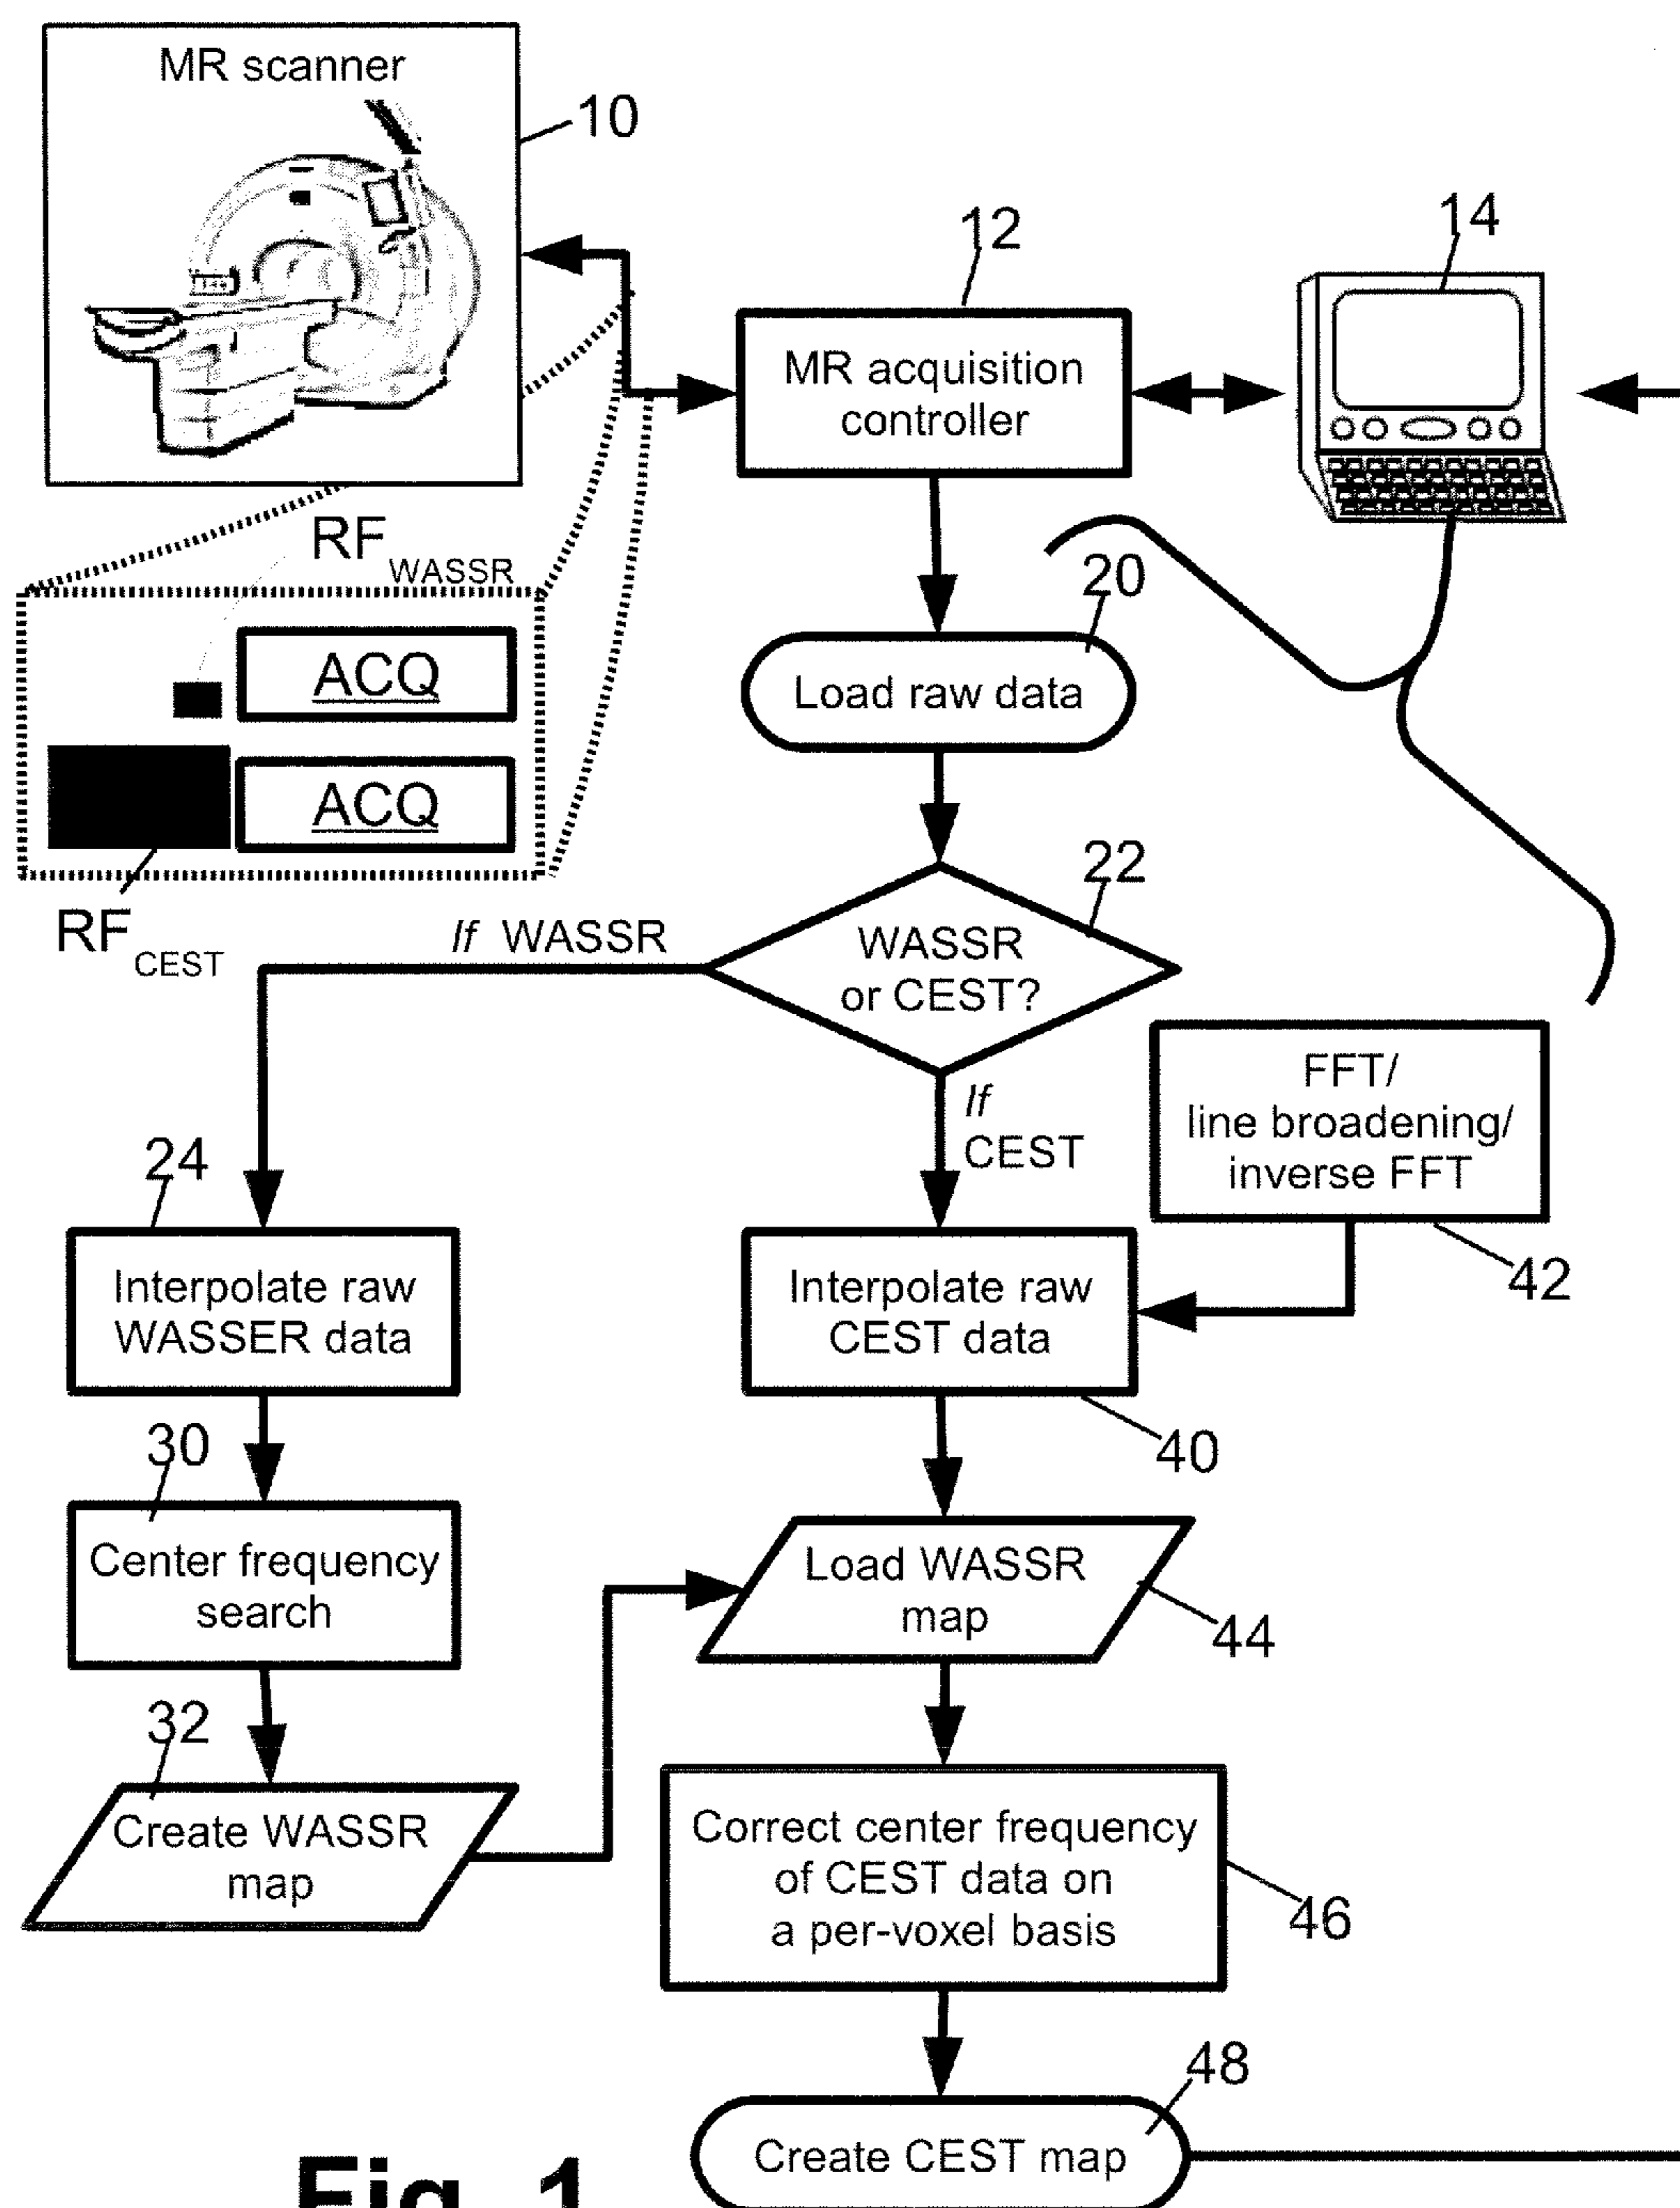 MR scanner
10
12
14
MR acquisition
controller
RF WASSR
20
ACQ
Load raw data
ACQ
22
RF CEST
If WASSR
WASSR
or CEST?
If
CEST
FFT/
line broadening/
inverse FFT
24
42
Interpolate raw
WASSER data
Interpolate raw
CEST data
30
40
Center frequency
search
Load WASSR
map
44
32
Create WASSR
map
Correct center frequency
of CEST data on
a per-voxel basis
46
48
Create CEST map
Fig. 1